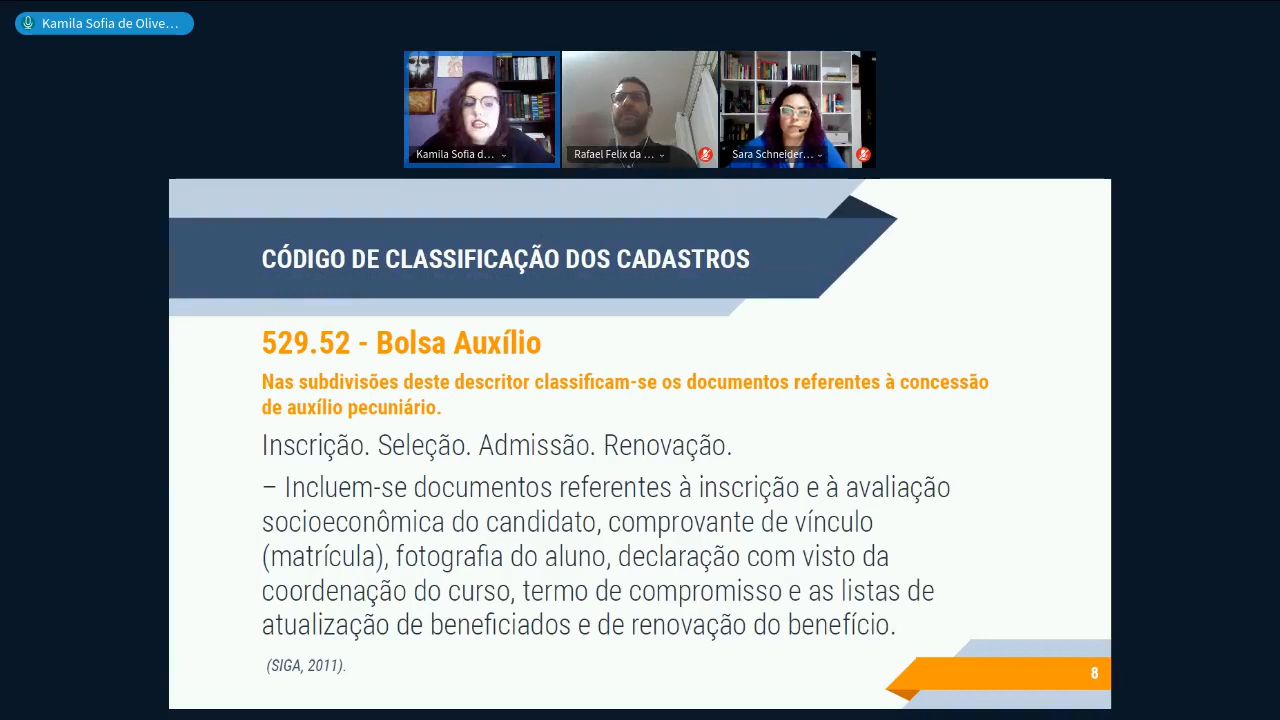 Kamila Sofia de Olive…
Kamila Sofia d…
Rafael Felix da …
Sara Schneider…
CÓDIGO DE CLASSIFICAÇÃO DOS CADASTROS
529.52 - Bolsa Auxílio
Nas subdivisões deste descritor classificam-se os documentos referentes à concessão
de auxílio pecuniário.
Inscrição. Seleção. Admissão. Renovação.
– Incluem-se documentos referentes à inscrição e à avaliação
socioeconômica do candidato, comprovante de vínculo
(matrícula), fotografia do aluno, declaração com visto da
coordenação do curso, termo de compromisso e as listas de
atualização de beneficiados e de renovação do benefício.
(SIGA, 2011).
8